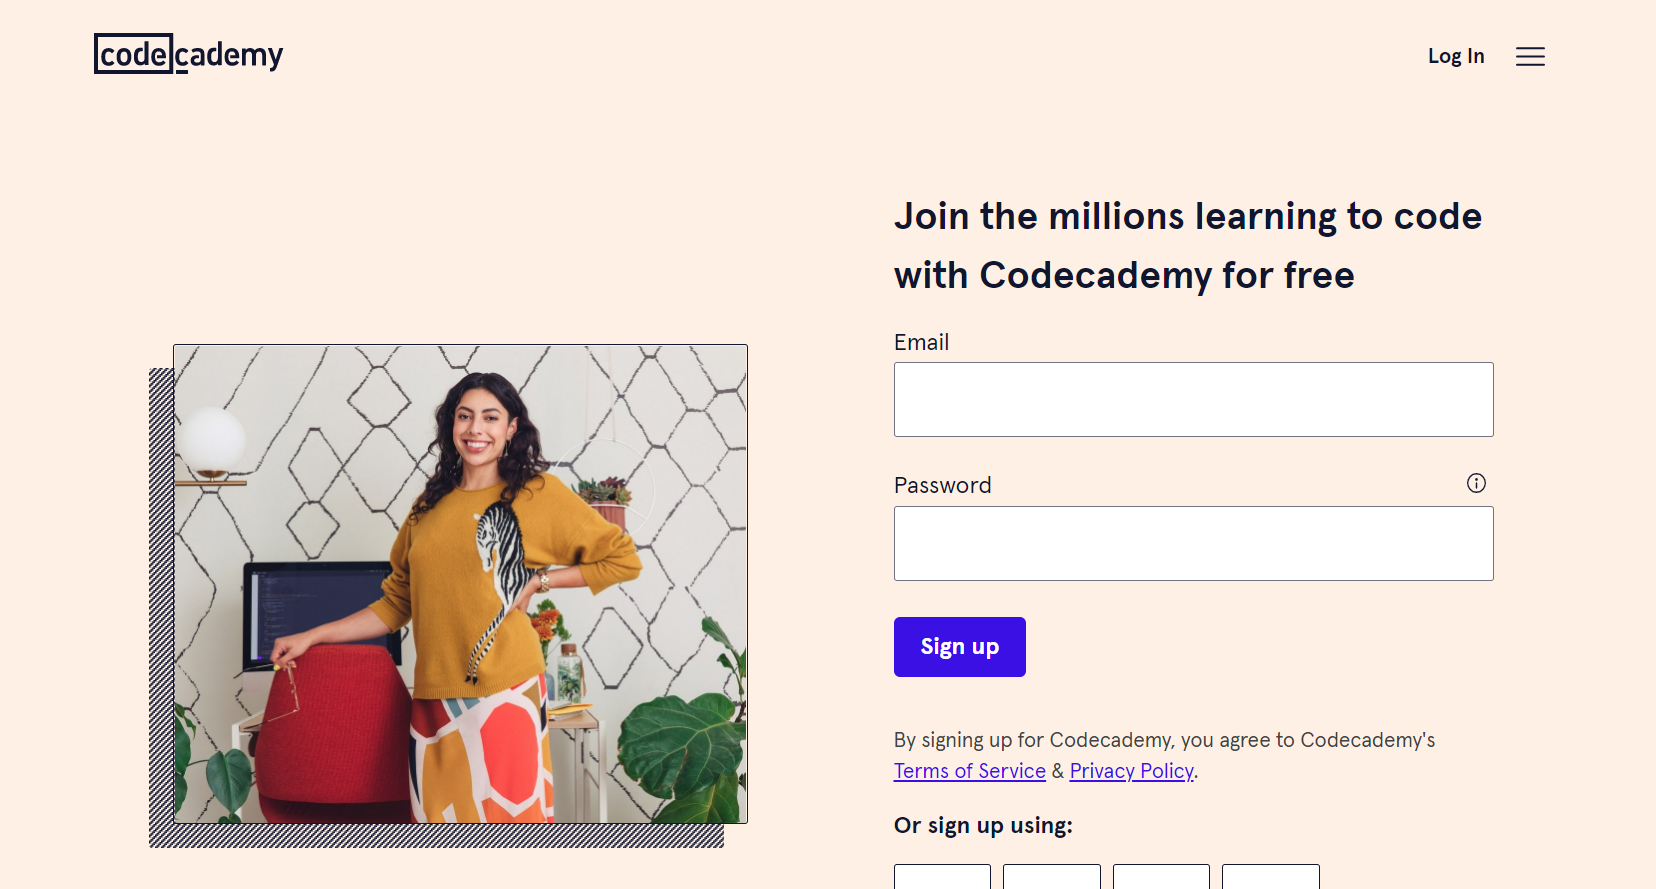 codecademy
Log In
Join the millions learning to code
with Codecademy for free
Email
Password
Sign up
By signing up for Codecademy, you agree to Codecademy's
Terms of Service & Privacy Policy.
Or sign up using: